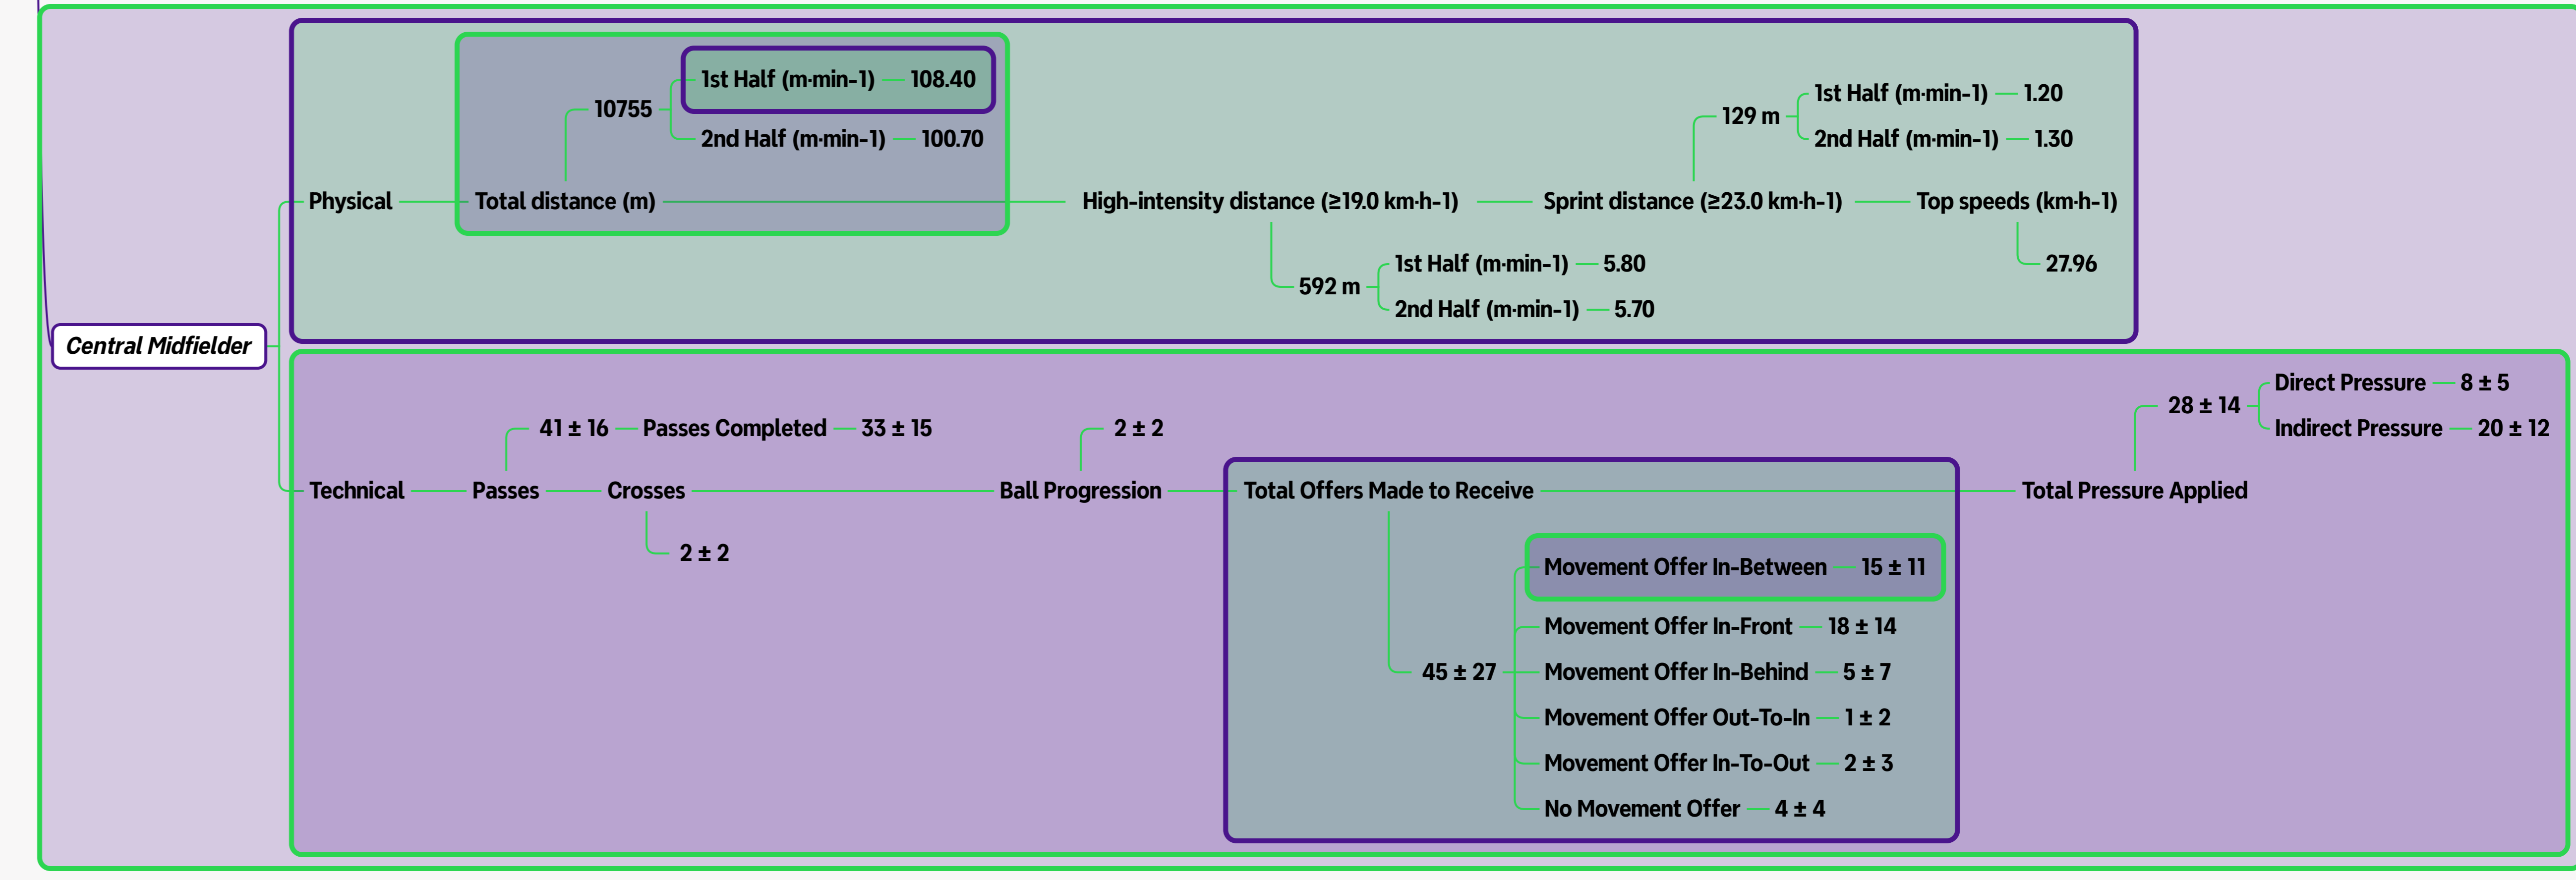 Central Midfielder
Physical
Total distance (m)
10755
1st Half (m·min-1)
108.40
2nd Half (m·min-1)
100.70
High-intensity distance (≥19.0 km·h-1)
592 m
1st Half (m·min-1)
5.80
2nd Half (m·min-1)
5.70
Sprint distance (≥23.0 km·h-1)
129 m
1st Half (m·min-1)
1.20
2nd Half (m·min-1)
1.30
Top speeds (km·h-1)
27.96
Technical
Passes
41 ± 16
Passes Completed
33 ± 15
Crosses
2 ± 2
Ball Progression
2 ± 2
Total Offers Made to Receive
45 ± 27
Movement Offer In-Between
15 ± 11
Movement Offer In-Front
18 ± 14
Movement Offer In-Behind
5 ± 7
Movement Offer Out-To-In
1 ± 2
Movement Offer In-To-Out
2 ± 3
No Movement Offer
4 ± 4
Total Pressure Applied
28 ± 14
Direct Pressure
8 ± 5
Indirect Pressure
20 ± 12